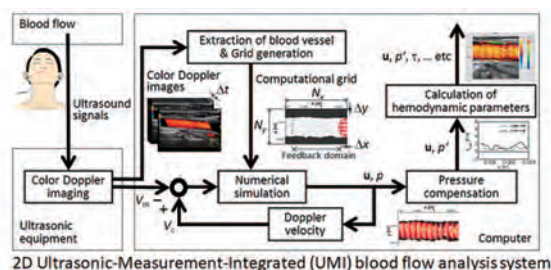 Blood flow
Ultrasound
signals
Color Doppler
imaging
Ultrasonic
equipment
Extraction of blood vessel
& Grid generation
Color Doppler
images
Δt
Computational grid
Nx
Ny
Δy
Δx
Feedback domain
Vm
−
+
Vc
Numerical
simulation
Doppler
velocity
u, p
Pressure
compensation
u, p'
Calculation of
hemodynamic parameters
u, p', τ, ... etc
Computer
2D Ultrasonic-Measurement-Integrated (UMI) blood flow analysis system